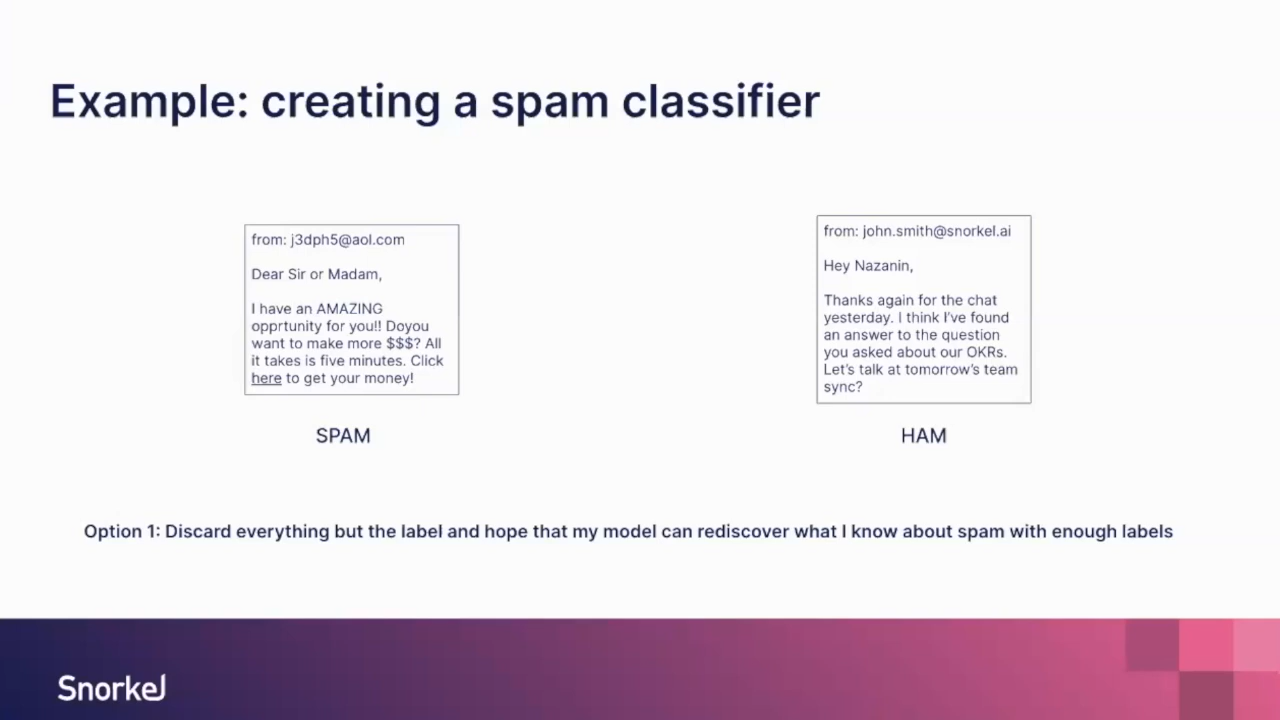 Example: creating a spam classifier
from: j3dph5@aol.com
Dear Sir or Madam,
I have an AMAZING
opprtunity for you!! Doyou
want to make more $$$? All
it takes is five minutes. Click
here to get your money!
SPAM
from: john.smith@snorkel.ai
Hey Nazanin,
Thanks again for the chat
yesterday. I think I've found
an answer to the question
you asked about our OKRs.
Let's talk at tomorrow's team
sync?
HAM
Option 1: Discard everything but the label and hope that my model can rediscover what I know about spam with enough labels
Snorkel